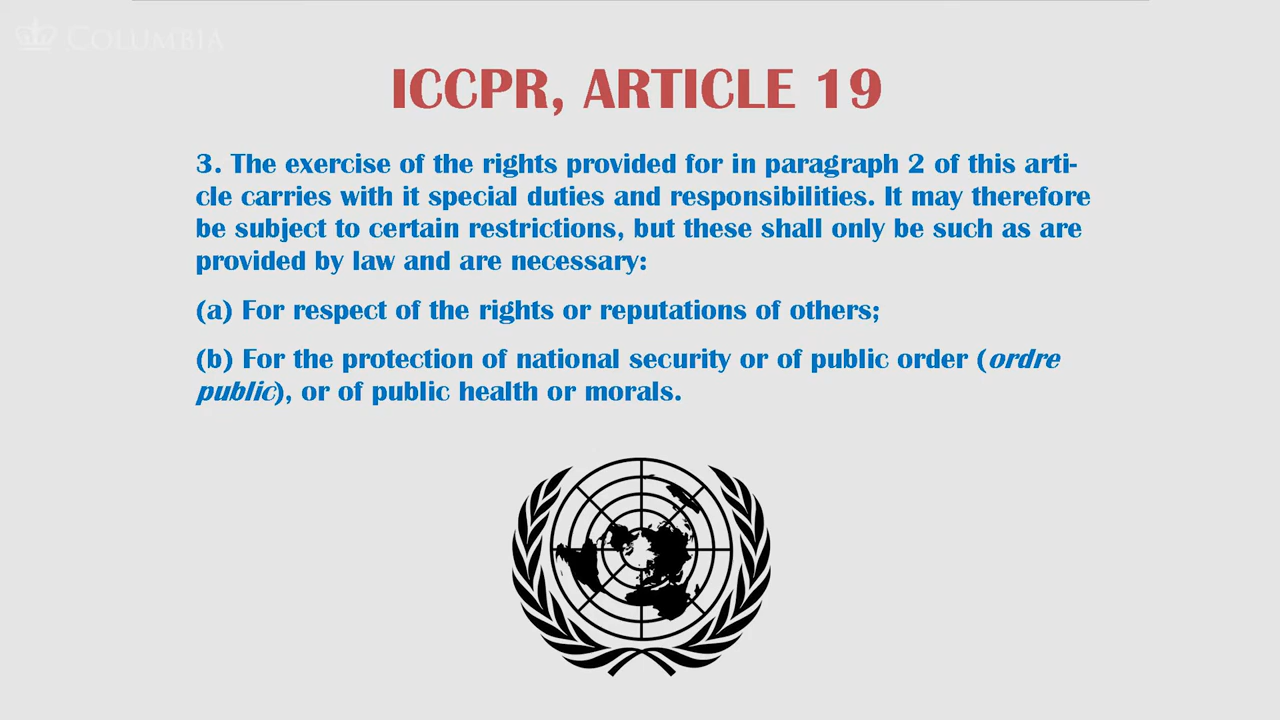 COLUMBIA
ICCPR, ARTICLE 19
3. The exercise of the rights provided for in paragraph 2 of this arti-
cle carries with it special duties and responsibilities. It may therefore
be subject to certain restrictions, but these shall only be such as are
provided by law and are necessary:
(a) For respect of the rights or reputations of others;
(b) For the protection of national security or of public order (ordre
public), or of public health or morals.